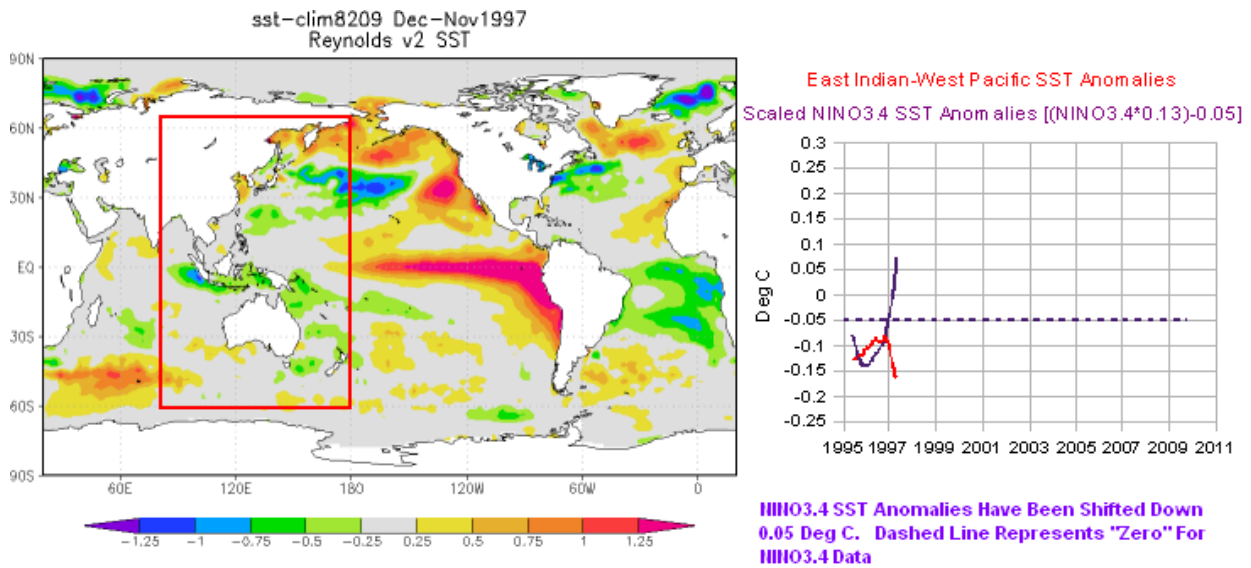 sst-clim8209 Dec-Nov1997
Reynolds v2 SST
90N
60N
30N
EQ
30S
60S
90S
60E
120E
180
120W
60W
0
-1.25
-1
-0.75
-0.5
-0.25
0.25
0.5
0.75
1
1.25
East Indian-West Pacific SST Anomalies
Scaled NINO3.4 SST Anomalies [(NINO3.4*0.13)-0.05]
Deg C
0.3
0.25
0.2
0.15
0.1
0.05
0
-0.05
-0.1
-0.15
-0.2
-0.25
1995 1997 1999 2001 2003 2005 2007 2009 2011
NINO3.4 SST Anomalies Have Been Shifted Down
0.05 Deg C. Dashed Line Represents "Zero" For
NINO3.4 Data